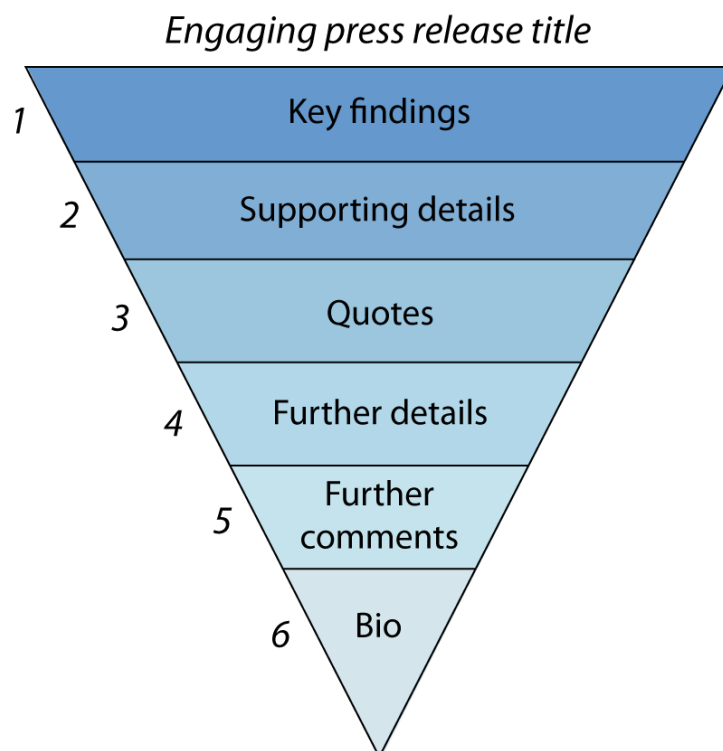 Engaging press release title
1
Key findings
2
Supporting details
3
Quotes
4
Further details
5
Further
comments
6
Bio